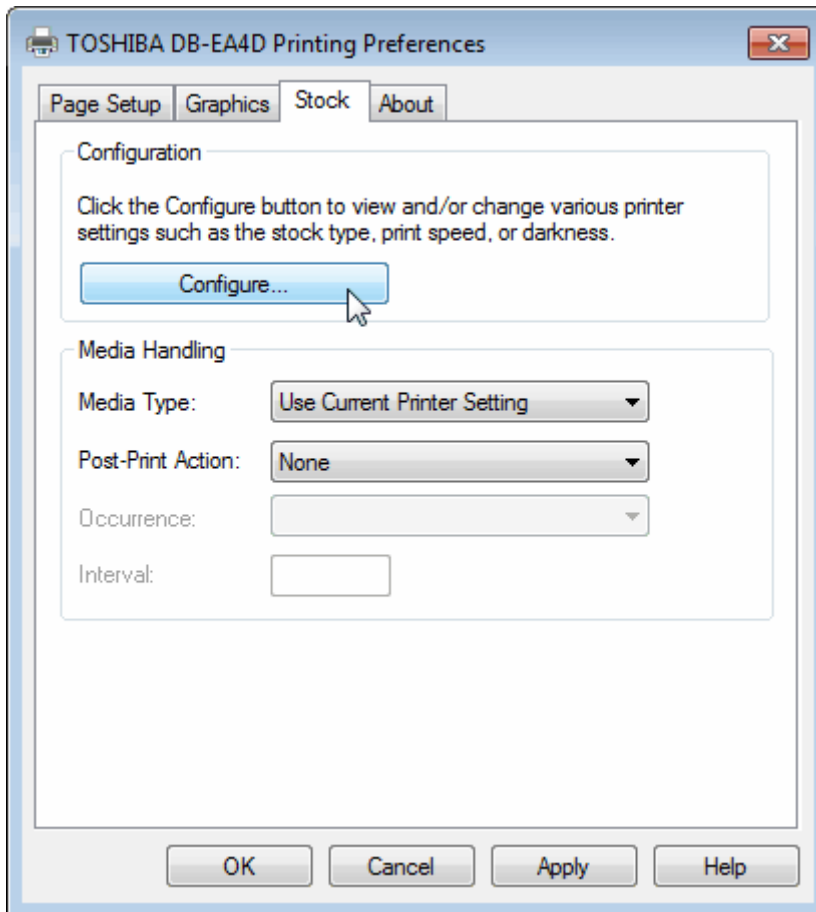 TOSHIBA DB-EA4D Printing Preferences
Page Setup Graphics Stock About
Configuration
Click the Configure button to view and/or change various printer
settings such as the stock type, print speed, or darkness.
Configure...
Media Handling
Media Type: Use Current Printer Setting
Post-Print Action: None
Occurrence:
Interval:
OK Cancel Apply Help